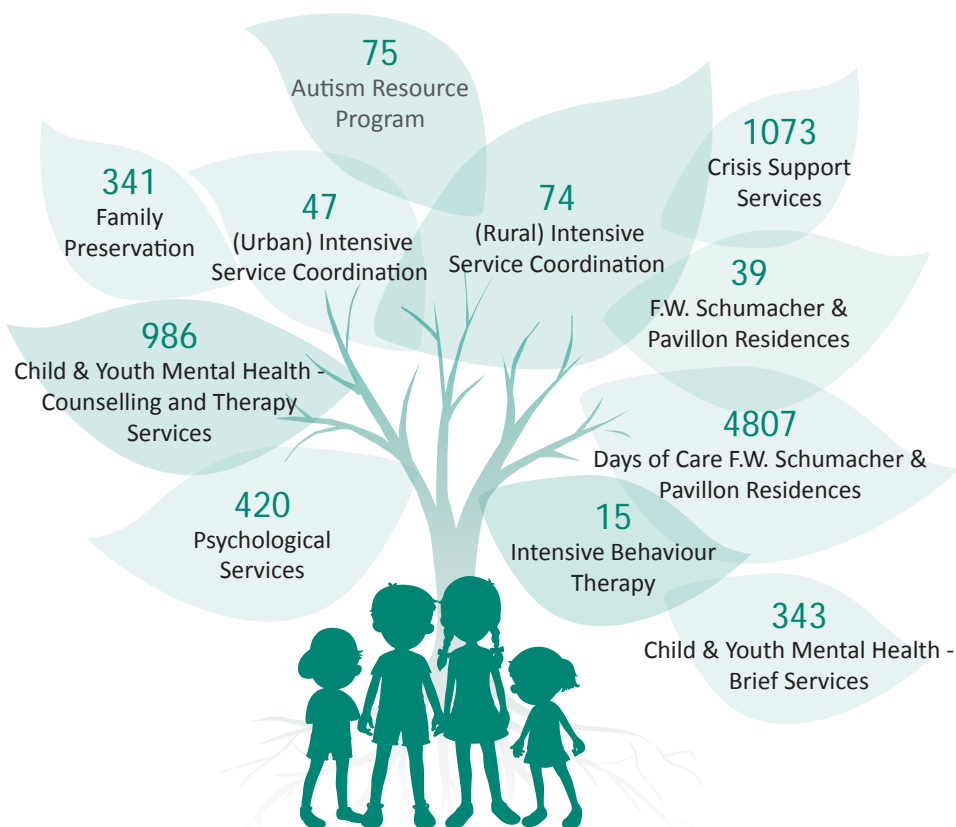 75
Autism Resource
Program
1073
Crisis Support
Services
341
Family
Preservation
47
(Urban) Intensive
Service Coordination
74
(Rural) Intensive
Service Coordination
39
F.W. Schumacher &
Pavillon Residences
986
Child & Youth Mental Health -
Counselling and Therapy
Services
4807
Days of Care F.W. Schumacher &
Pavillon Residences
420
Psychological
Services
15
Intensive Behaviour
Therapy
343
Child & Youth Mental Health -
Brief Services